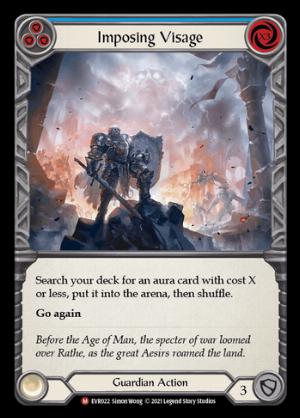 Imposing Visage
XX
Search your deck for an aura card with cost X
or less, put it into the arena, then shuffle.
Go again
Before the Age of Man, the specter of war loomed
over Rathe, as the great Aesirs roamed the land.
3
M EVR022 Simon Wong © 2021 Legend Story Studios
Guardian Action